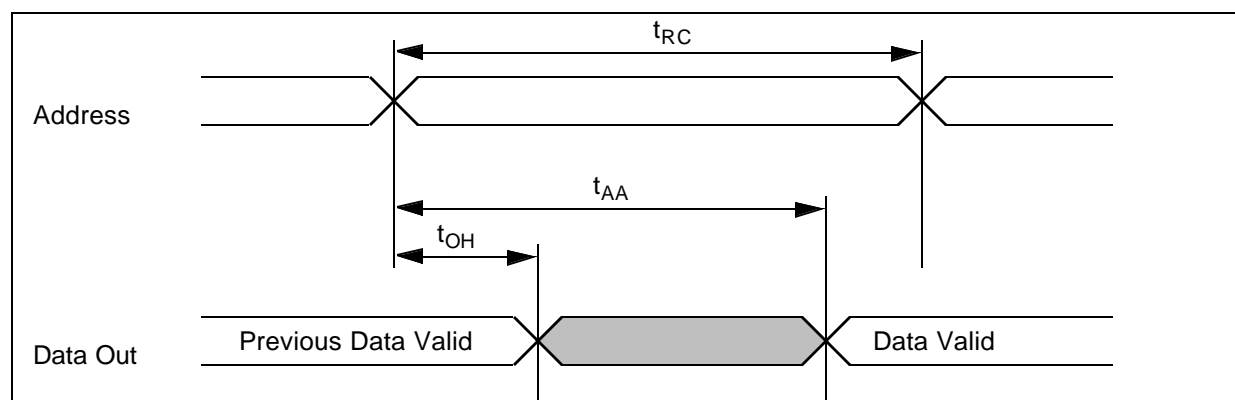 tRC
Address
tAA
tOH
Data Out
Previous Data Valid
Data Valid